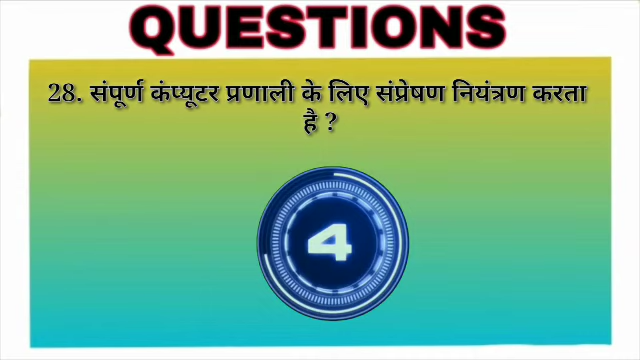 QUESTIONS
28. संपूर्ण कंप्यूटर प्रणाली के लिए संप्रेषण नियंत्रण करता
है ?
4